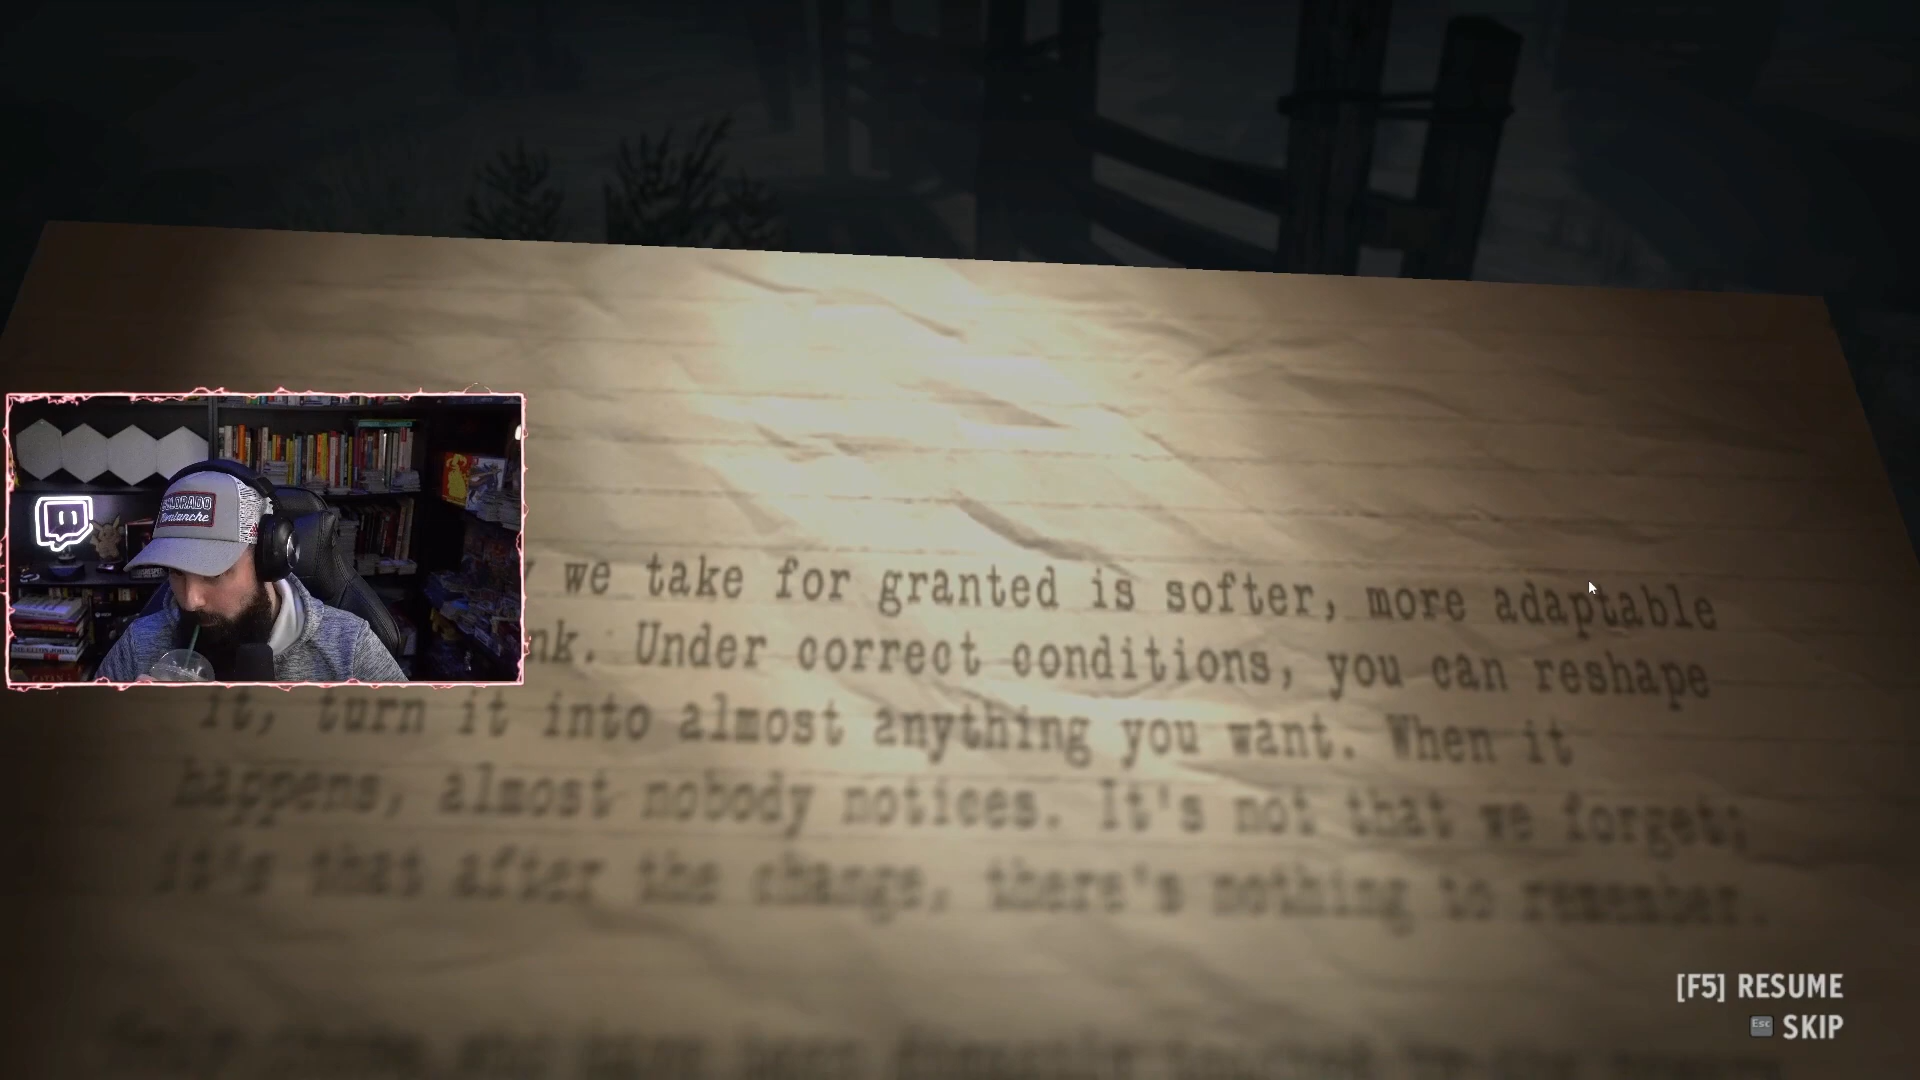 COLORADO
Avalanche
we take for granted is softer, more adaptable
nk. Under correct conditions, you can reshape
it, turn it into almost anything you want. When it
happens, almost nobody notices. It's not that we forget;
it's that after the change, there's nothing to remember.
[F5] RESUME
Esc SKIP